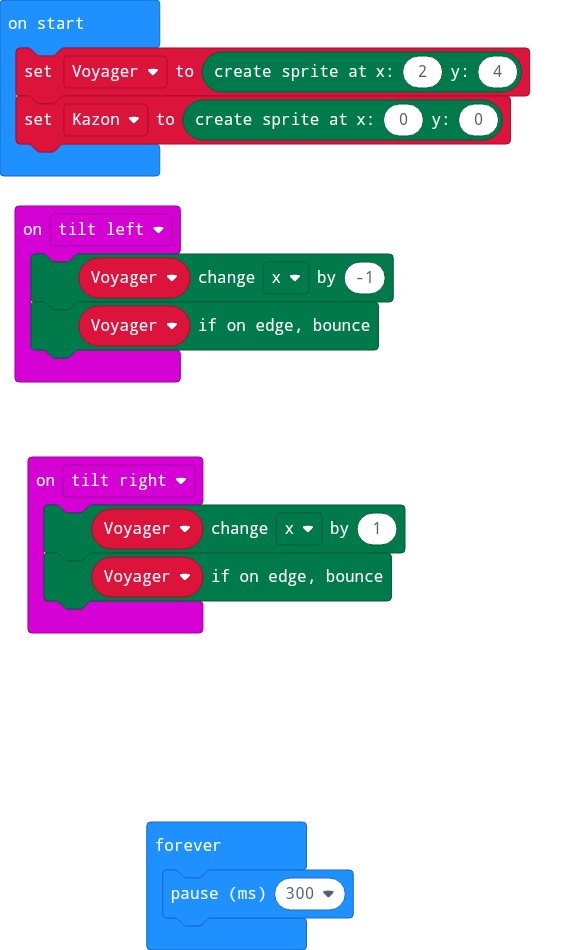 on start
set Voyager to create sprite at x: 2 y: 4
set Kazon to create sprite at x: 0 y: 0
on tilt left
Voyager change x by -1
Voyager if on edge, bounce
on tilt right
Voyager change x by 1
Voyager if on edge, bounce
forever
pause (ms) 300